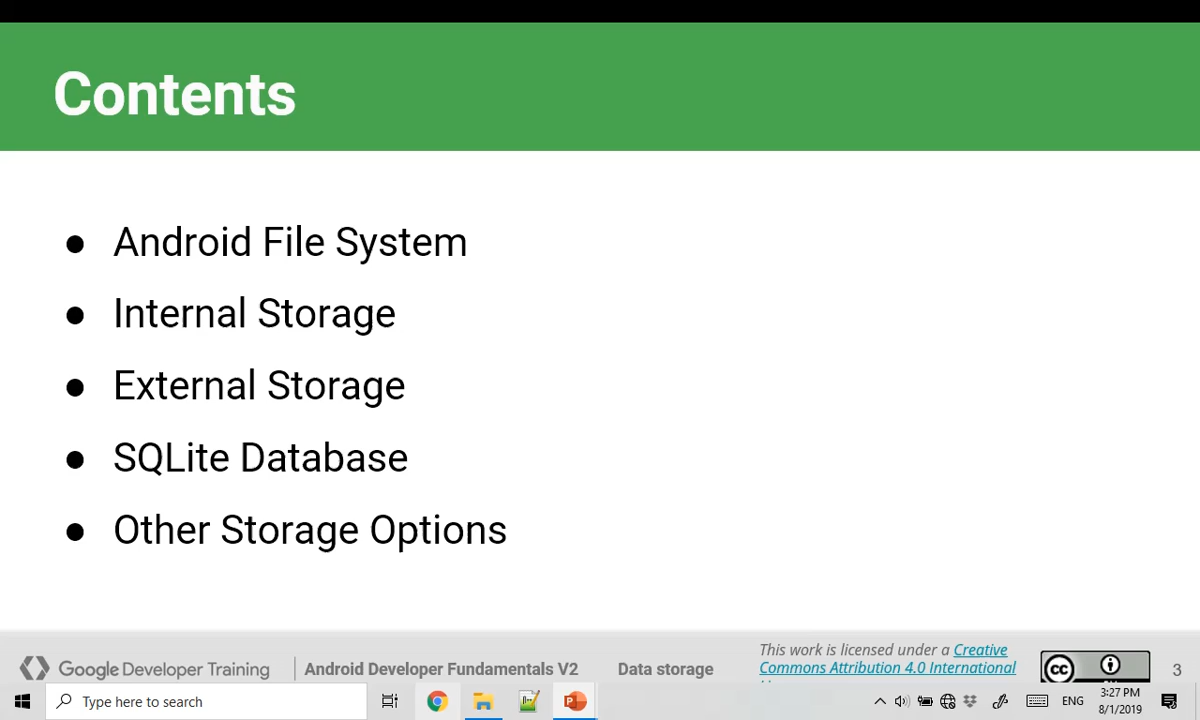 Contents
● Android File System
● Internal Storage
● External Storage
● SQLite Database
● Other Storage Options
Google Developer Training
Android Developer Fundamentals V2
Data storage
This work is licensed under a Creative
Commons Attribution 4.0 International
cc
3
Type here to search
ENG
3:27 PM
8/1/2019